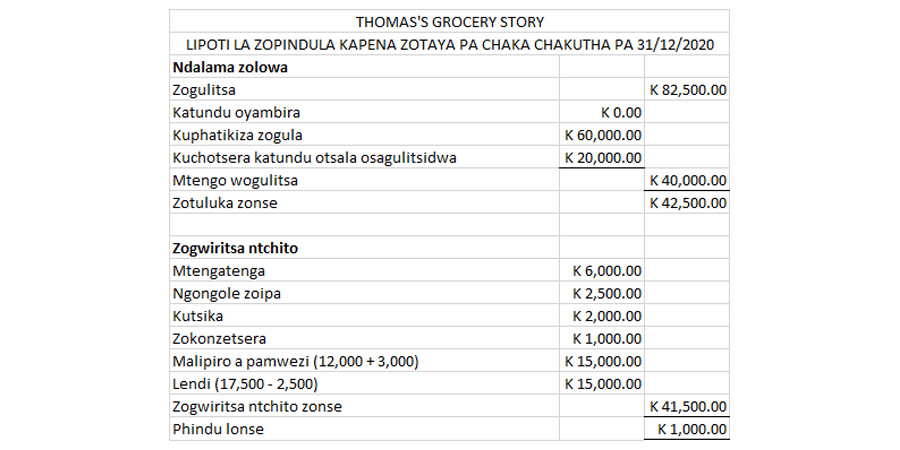 THOMAS'S GROCERY STORY
LIPOTI LA ZOPINDULA KAPENA ZOTAYA PA CHAKA CHAKUTHA PA 31/12/2020
Ndalama zolowa
Zogulitsa K 82,500.00
Katundu oyambira K 0.00
Kuphatikiza zogula K 60,000.00
Kuchotsera katundu otsala osagulitsidwa K 20,000.00
Mtengo wogulitsa K 40,000.00
Zotuluka zonse K 42,500.00
Zogwiritsa ntchito
Mtengatenga K 6,000.00
Ngongole zoipa K 2,500.00
Kutsika K 2,000.00
Zokonzetsera K 1,000.00
Malipiro a pamwezi (12,000 + 3,000) K 15,000.00
Lendi (17,500 - 2,500) K 15,000.00
Zogwiritsa ntchito zonse K 41,500.00
Phindu lonse K 1,000.00